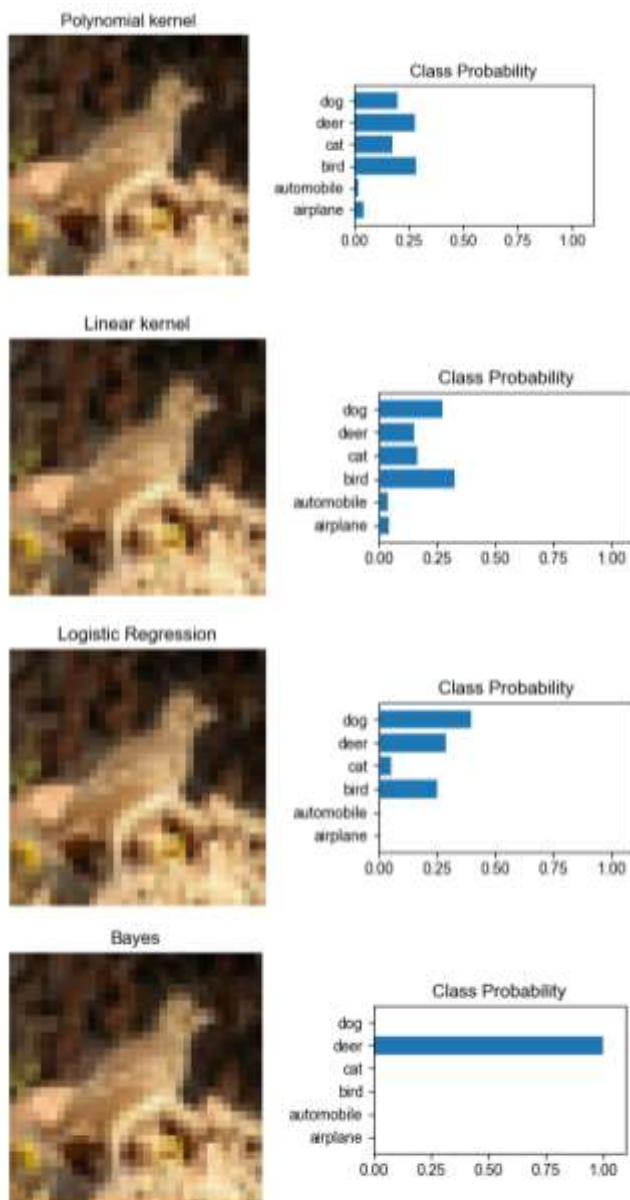 Polynomial kernel
Class Probability
dog
deer
cat
bird
automobile
airplane
0.00 0.25 0.50 0.75 1.00
Linear kernel
Class Probability
dog
deer
cat
bird
automobile
airplane
0.00 0.25 0.50 0.75 1.00
Logistic Regression
Class Probability
dog
deer
cat
bird
automobile
airplane
0.00 0.25 0.50 0.75 1.00
Bayes
Class Probability
dog
deer
cat
bird
automobile
airplane
0.00 0.25 0.50 0.75 1.00